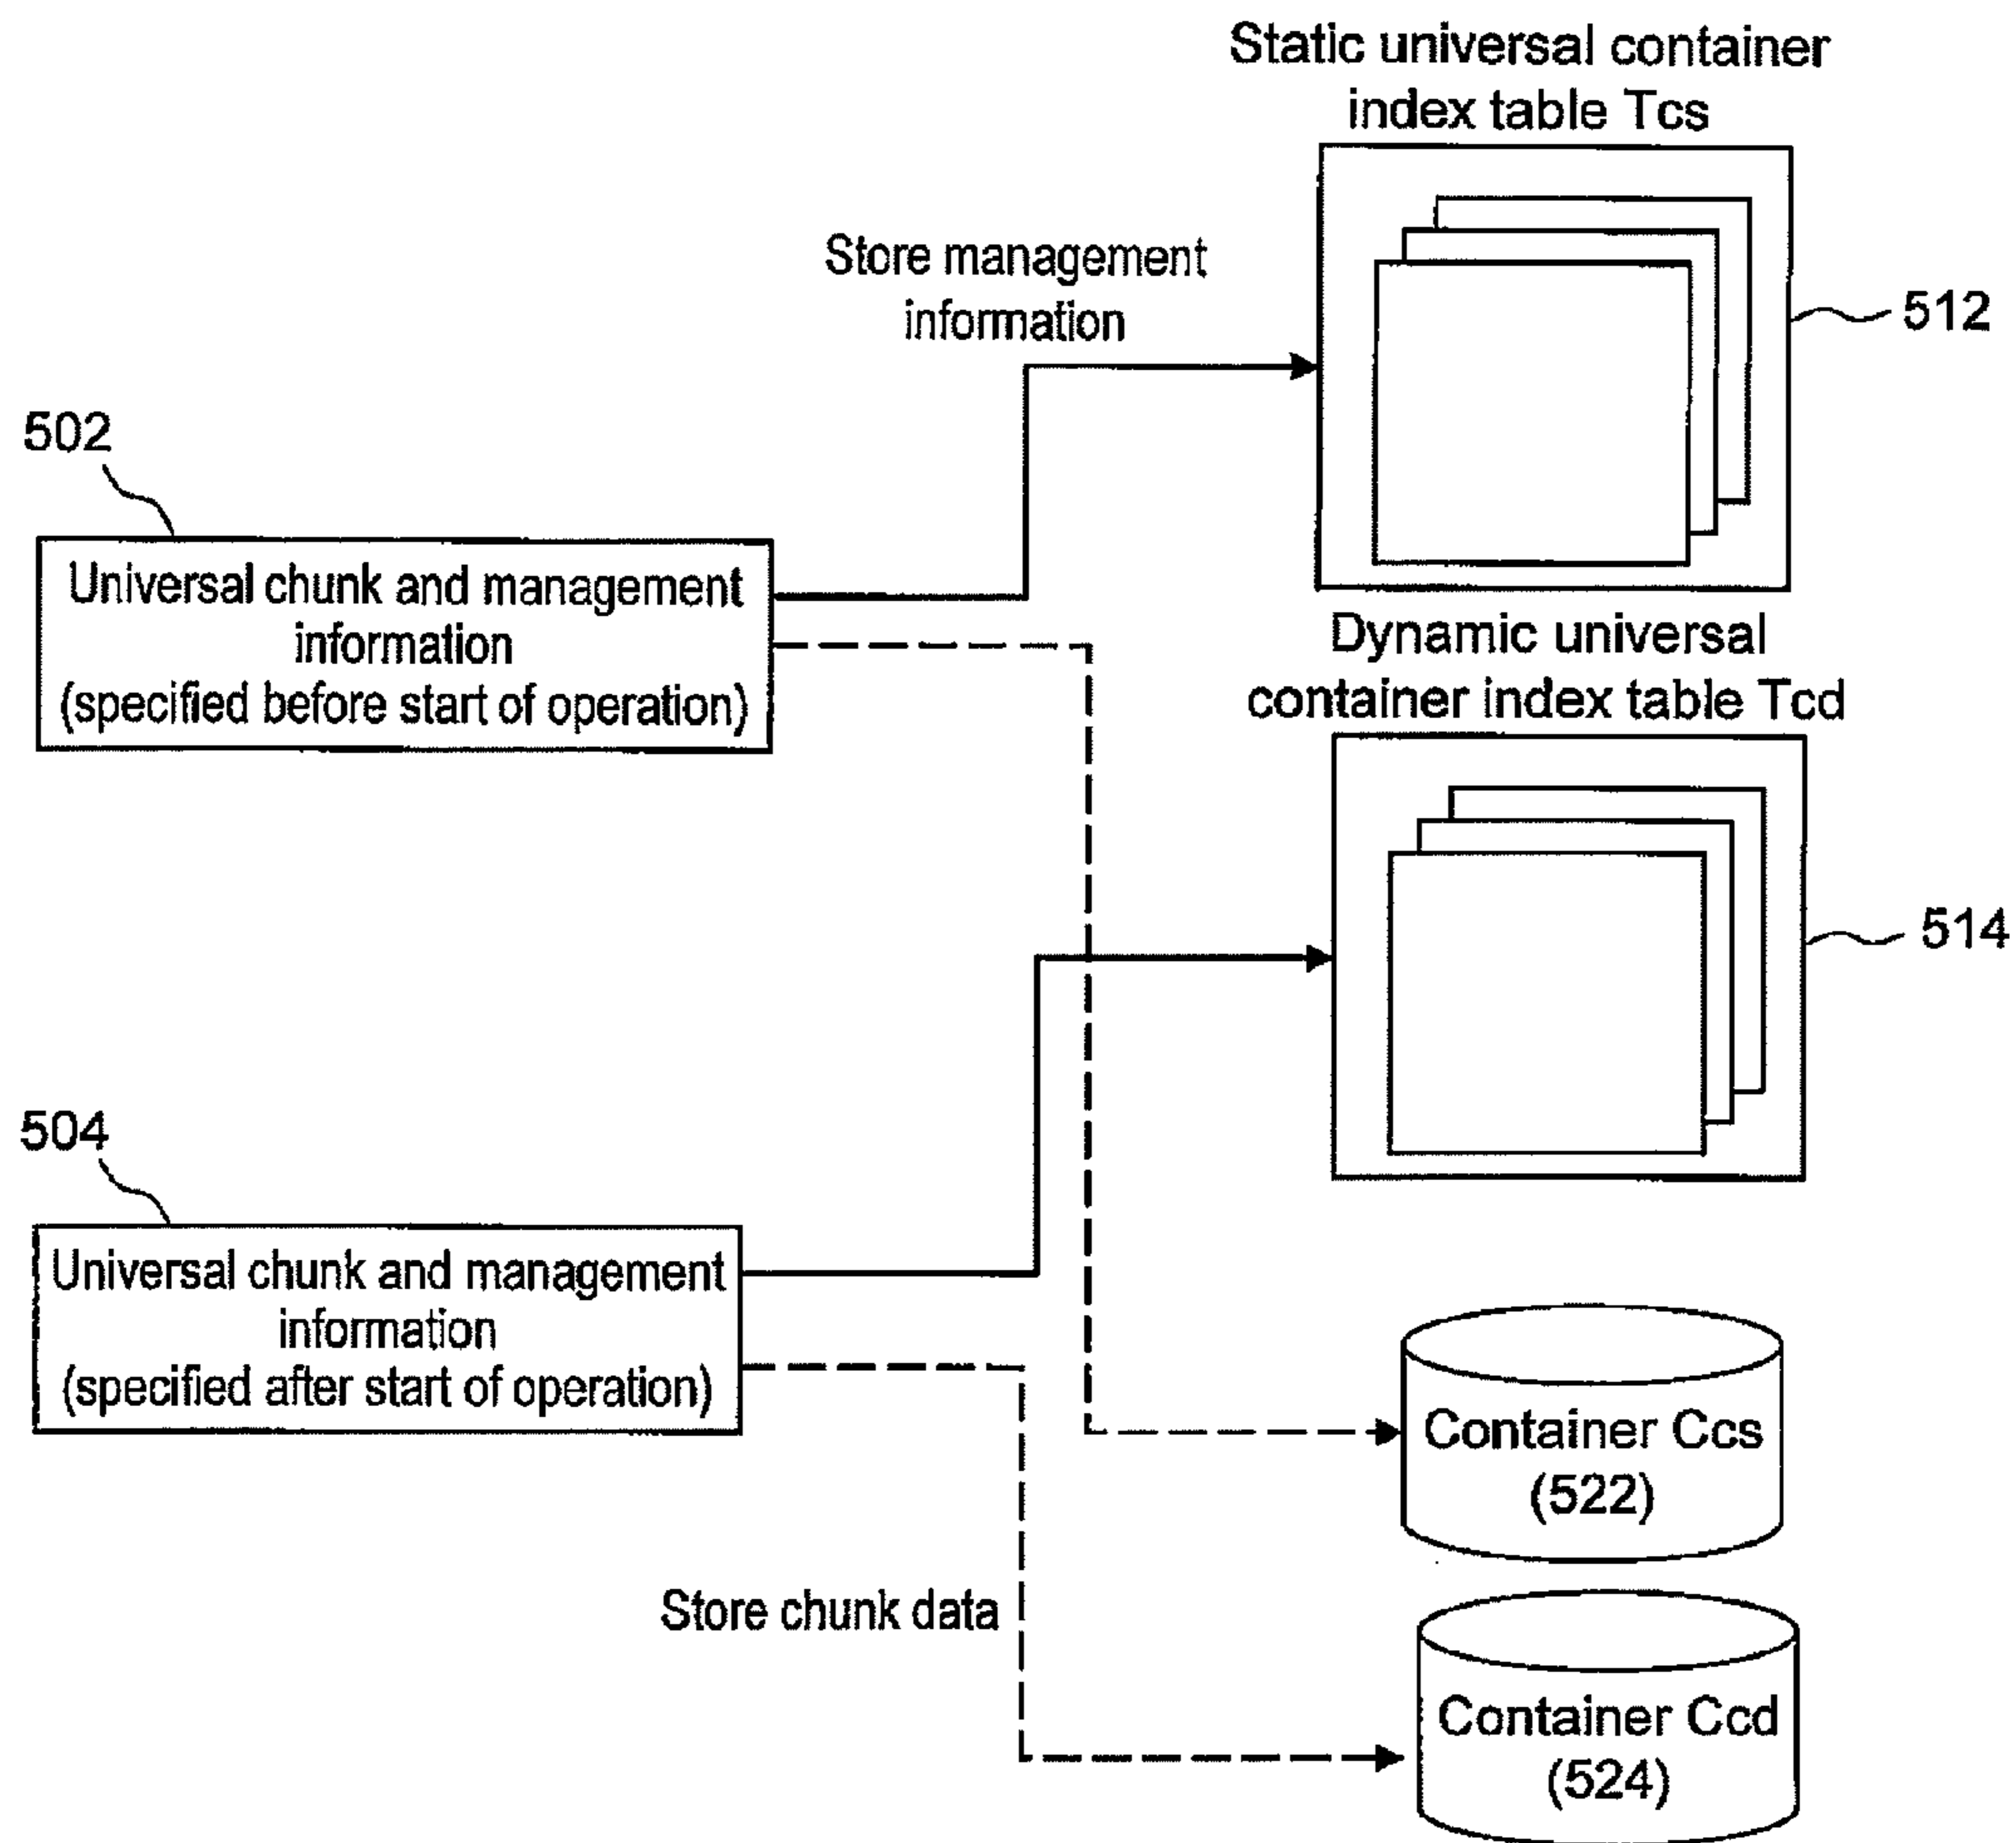 Static universal container
index table Tcs
Store management
information
512
502
Universal chunk and management
information
(specified before start of operation)
Dynamic universal
container index table Tcd
514
504
Universal chunk and management
information
(specified after start of operation)
Container Ccs
(522)
Store chunk data
Container Ccd
(524)